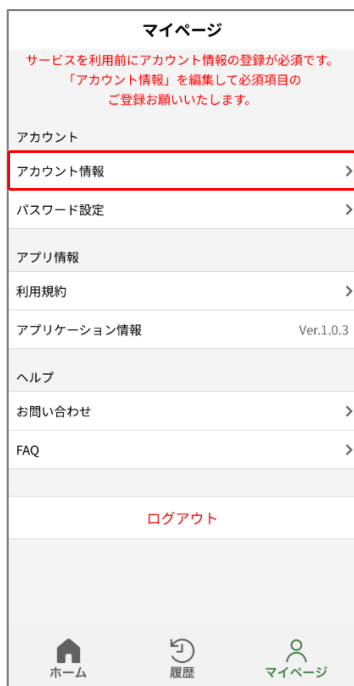 マイページ
サービスを利用前にアカウント情報の登録が必須です。
「アカウント情報」を編集して必須項目の
ご登録お願いいたします。
アカウント
アカウント情報
パスワード設定
アプリ情報
利用規約
アプリケーション情報 Ver.1.0.3
ヘルプ
お問い合わせ
FAQ
ログアウト
ホーム 履歴 マイページ